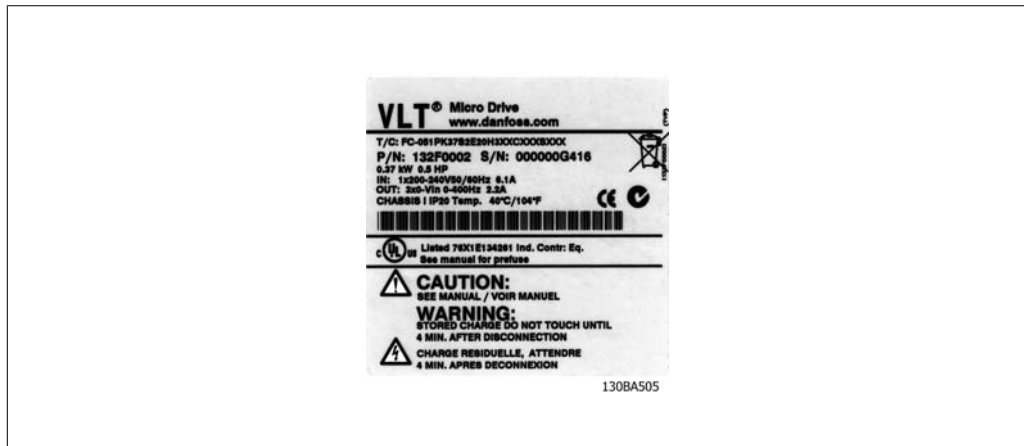 VLT® Micro Drive
www.danfoss.com
T/C: FC-051PK37S2E20H3XXCXXXSXXX
P/N: 132F0002 S/N: 000000G416
0.37 kW 0.5 HP
IN: 1x200-240V50/60Hz 6.1A
OUT: 3x0-Vin 0-400Hz 2.2A
CHASSIS I IP20 Temp. 40°C/104°F
CE
c UL us Listed 76X1 E134261 Ind. Contr. Eq.
See manual for prefuse
CAUTION:
SEE MANUAL / VOIR MANUEL
WARNING:
STORED CHARGE DO NOT TOUCH UNTIL
4 MIN. AFTER DISCONNECTION
CHARGE RESIDUELLE, ATTENDRE
4 MIN. APRES DECONNEXION
130BA505